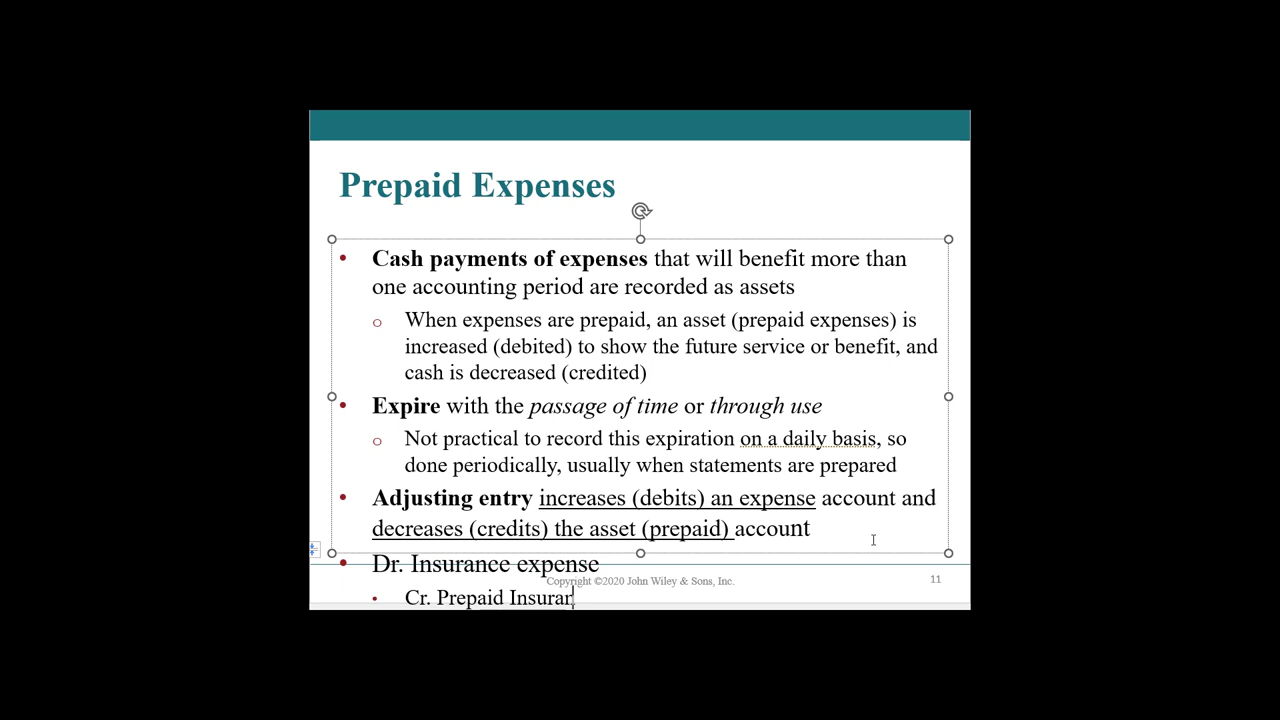 Prepaid Expenses
• Cash payments of expenses that will benefit more than
one accounting period are recorded as assets
o When expenses are prepaid, an asset (prepaid expenses) is
increased (debited) to show the future service or benefit, and
cash is decreased (credited)
• Expire with the passage of time or through use
o Not practical to record this expiration on a daily basis, so
done periodically, usually when statements are prepared
• Adjusting entry increases (debits) an expense account and
decreases (credits) the asset (prepaid) account
• Dr. Insurance expense
Copyright ©2020 John Wiley & Sons, Inc.
11
• Cr. Prepaid Insuran